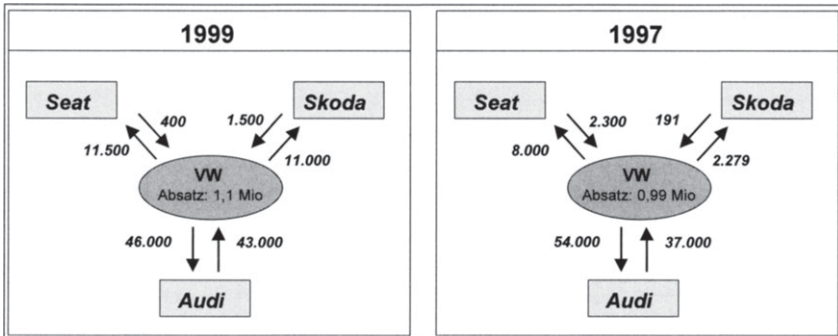 1999
Seat
Skoda
400
1.500
11.500
11.000
VW
Absatz: 1,1 Mio
46.000
43.000
Audi
1997
Seat
Skoda
2.300
191
8.000
2.279
VW
Absatz: 0,99 Mio
54.000
37.000
Audi